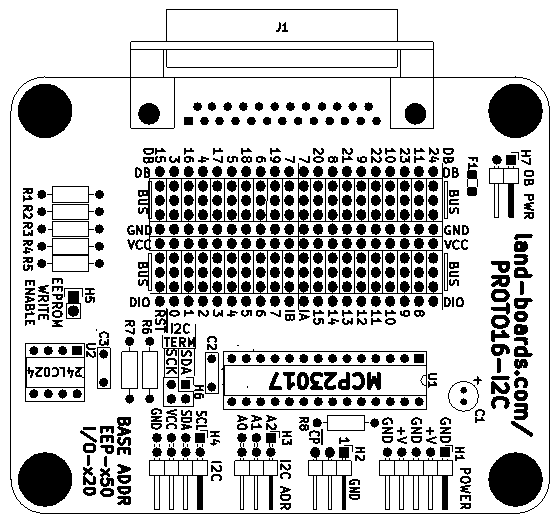 J1
DB 15 3 16 4 17 5 18 6 19 7 20 8 21 9 22 10 23 11 24 DB
DB DB
BUS BUS
GND GND
VCC VCC
BUS BUS
DIO DIO
RST 0 1 2 3 4 5 6 7 IB IA 15 14 13 12 11 10 9 8
F1
H7
DB PWR
R1
R2
R3
R4
R5
H5
EEPROM
WRITE
ENABLE
land-boards.com/
PROTO16-I2C
U2
24LC024
C3
R7
R6
I2C
TERM
SCK
SDA
H6
C2
MCP23017
U1
C1
+
BASE ADDR
EEP-x50
I/O-x20
GND
VCC
SDA
SCL
H4
I2C
A0
A1
A2
H3
ADR
R8
CP
1
H2
GND
GND
+V
GND
+V
GND
H1
POWER